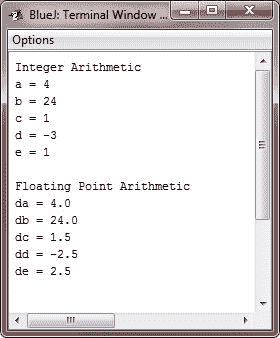 BlueJ: Terminal Window ...
Options
Integer Arithmetic
a = 4
b = 24
c = 1
d = -3
e = 1
Floating Point Arithmetic
da = 4.0
db = 24.0
dc = 1.5
dd = -2.5
de = 2.5